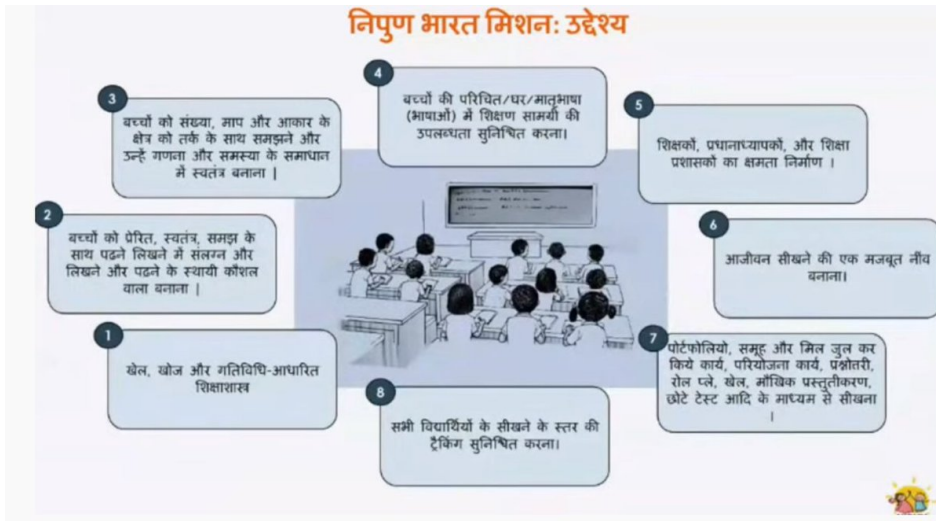 निपुण भारत मिशन: उद्देश्य
1
खेल, खोज और गतिविधि-आधारित
शिक्षाशास्त्र
2
बच्चों को प्रेरित, स्वतंत्र, समझ के
साथ पढने लिखने में संलग्न और
लिखने और पढने के स्थायी कौशल
वाला बनाना |
3
बच्चों को संख्या, माप और आकार के
क्षेत्र को तर्क के साथ समझने और
उन्हें गणना और समस्या के समाधान
में स्वतंत्र बनाना |
4
बच्चों की परिचित/घर/मातृभाषा
(भाषाओं) में शिक्षण सामग्री की
उपलब्धता सुनिश्चित करना।
5
शिक्षकों, प्रधानाध्यापकों, और शिक्षा
प्रशासकों का क्षमता निर्माण ।
6
आजीवन सीखने की एक मजबूत नींव
बनाना।
7
पोर्टफोलियो, समूह और मिल जुल कर
किये कार्य, परियोजना कार्य, प्रश्नोत्तरी,
रोल प्ले, खेल, मौखिक प्रस्तुतीकरण,
छोटे टेस्ट आदि के माध्यम से सीखना
|
8
सभी विद्यार्थियों के सीखने के स्तर की
ट्रैकिंग सुनिश्चित करना।